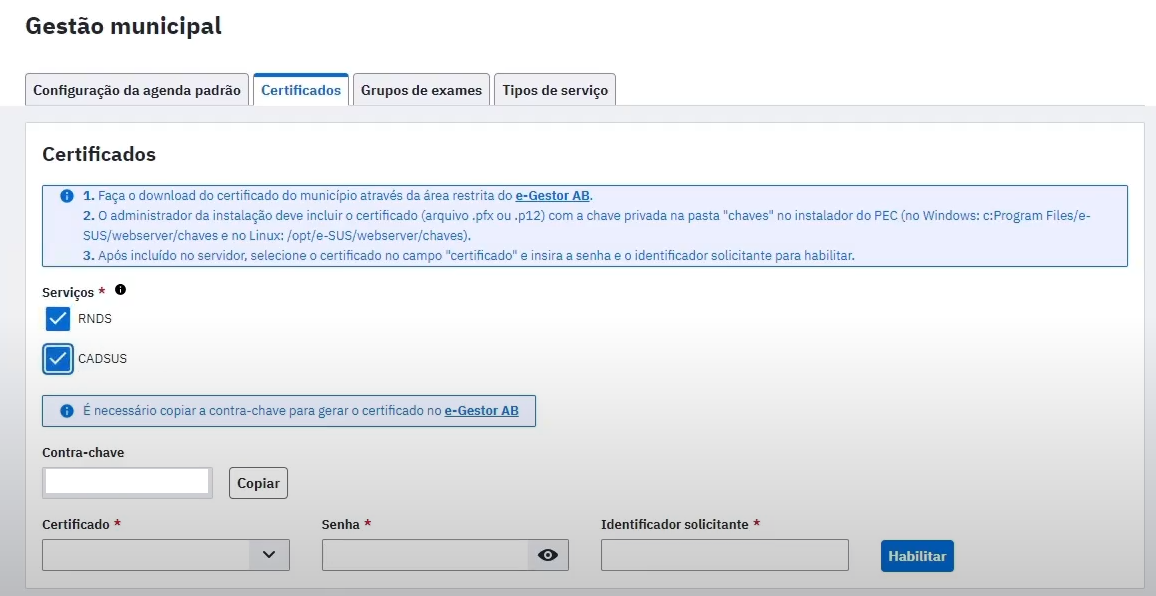 Gestão municipal
Configuração da agenda padrão
Certificados
Grupos de exames
Tipos de serviço
Certificados
1. Faça o download do certificado do município através da área restrita do e-Gestor AB.
2. O administrador da instalação deve incluir o certificado (arquivo .pfx ou .p12) com a chave privada na pasta "chaves" no instalador do PEC (no Windows: c:Program Files/e-
SUS/webserver/chaves e no Linux: /opt/e-SUS/webserver/chaves).
3. Após incluído no servidor, selecione o certificado no campo "certificado" e insira a senha e o identificador solicitante para habilitar.
Serviços *
RNDS
CADSUS
É necessário copiar a contra-chave para gerar o certificado no e-Gestor AB
Contra-chave
Copiar
Certificado *
Senha *
Identificador solicitante *
Habilitar